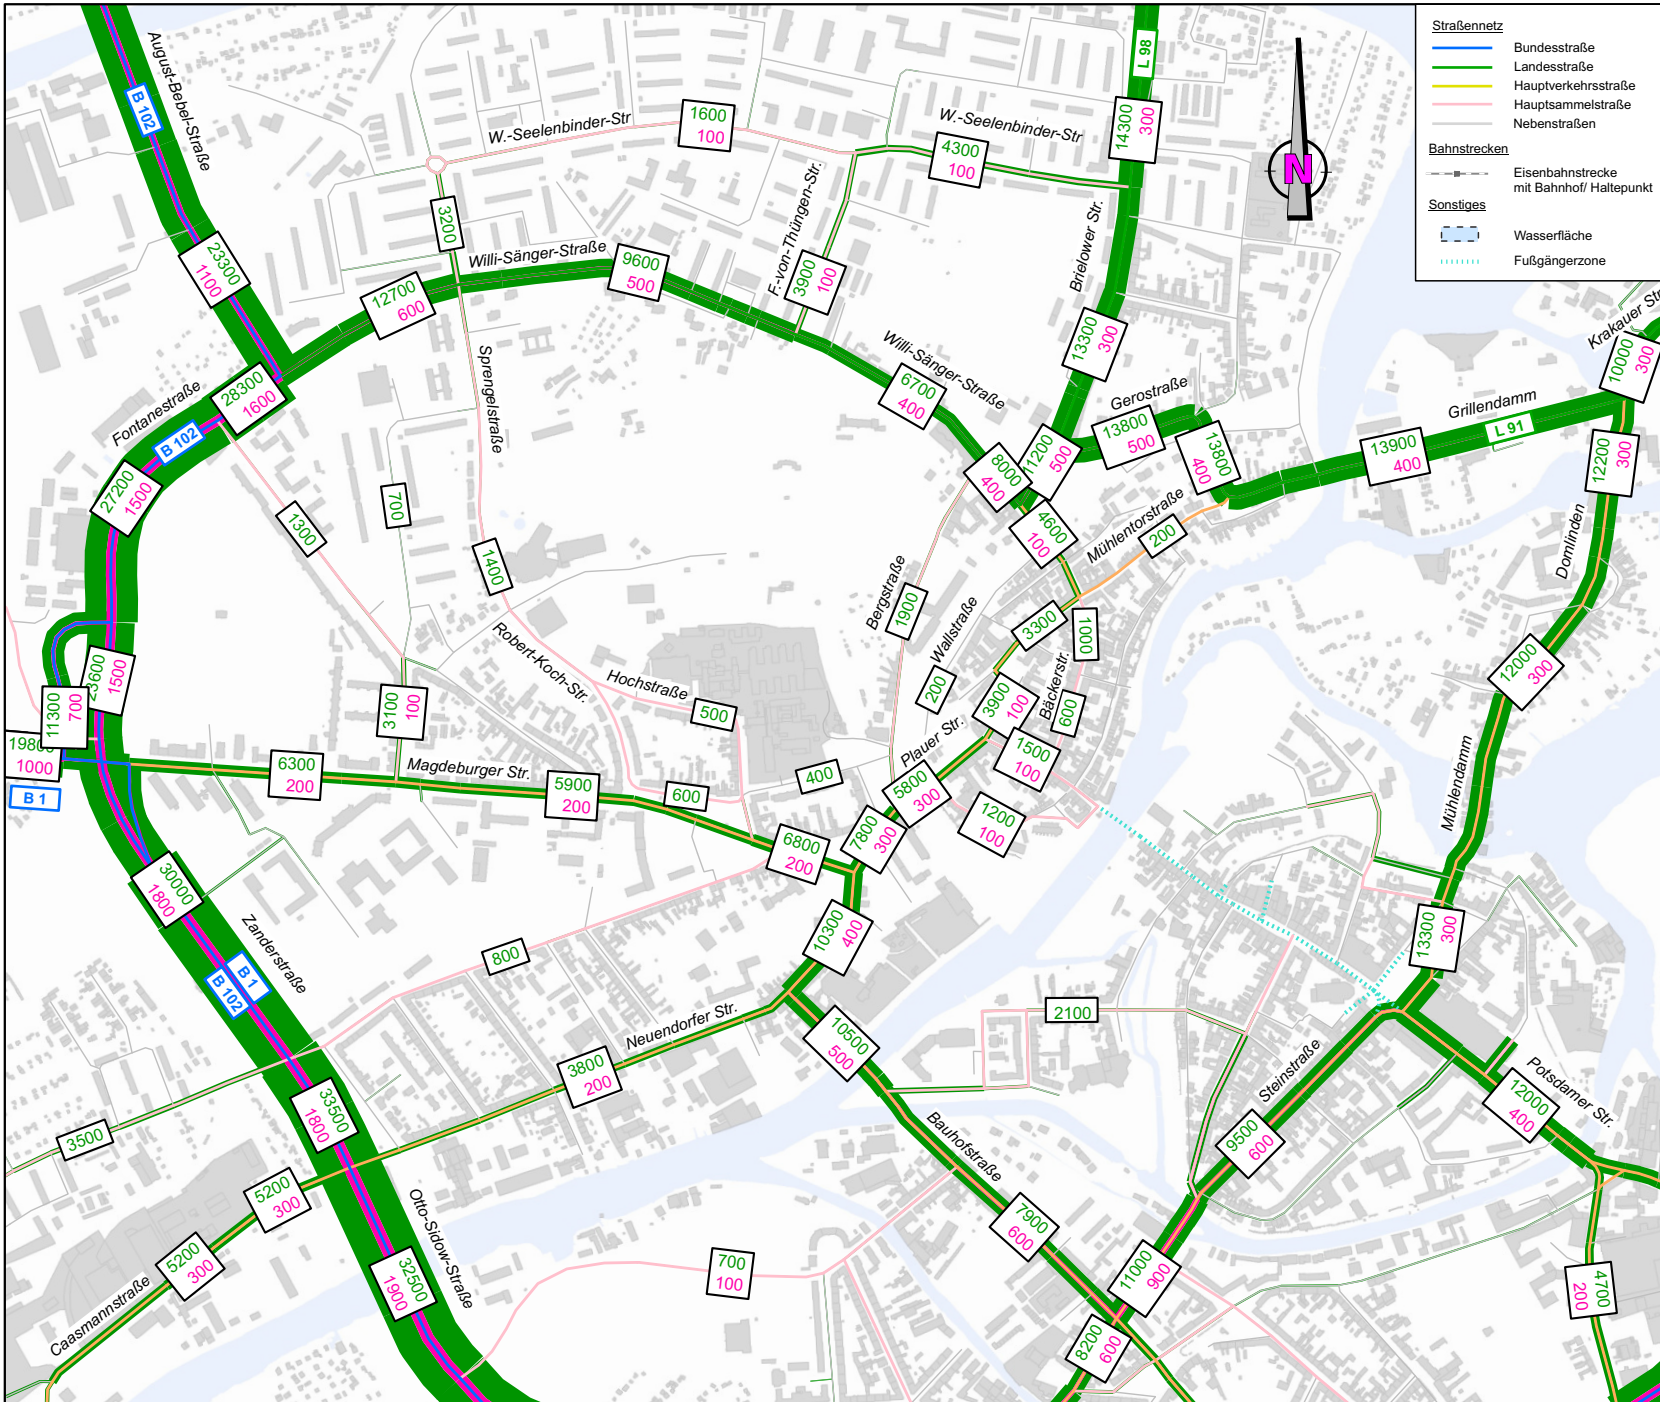 Straßennetz
Bundesstraße
Landesstraße
Hauptverkehrsstraße
Hauptsammelstraße
Nebenstraßen
Bahnstrecken
Eisenbahnstrecke
mit Bahnhof/ Haltepunkt
Sonstiges
Wasserfläche
Fußgängerzone
N
August-Bebel-Straße
B 102
L 98
14300
300
W.-Seelenbinder-Str
1600
100
W.-Seelenbinder-Str
4300
100
3200
F.-von-Thüngen-Str.
3900
100
Brielower Str.
23300
1100
Willi-Sänger-Straße
12700
600
9600
500
Krakauer Str
10000
300
13300
300
Willi-Sänger-Straße
6700
400
Sprengelstraße
Fontanestraße
28300
1600
B 102
Gerostraße
13800
500
13800
400
Grillendamm
L 91
13900
400
12200
300
27200
1500
11200
500
8000
400
700
1300
4600
100
Mühlentorstraße
200
Domlinden
1400
Bergstraße
1900
Wallstraße
3300
1000
Robert-Koch-Str.
Hochstraße
500
200
Bäckerstr.
600
3900
100
12000
300
23600
1500
11300
700
3100
100
19800
1000
B 1
6300
200
Magdeburger Str.
5900
200
600
400
Plauer Str.
5800
300
1500
100
1200
100
Mühlendamm
6800
200
7800
300
30000
1800
10300
400
13300
300
Zanderstraße
800
B 1
B 102
Neuendorfer Str.
2100
10500
500
3800
200
Steinstraße
Potsdamer Str.
12000
400
33500
1800
3500
Bauhofstraße
9500
600
5200
300
Otto-Sidow-Straße
7900
600
5200
300
32500
1900
700
100
11000
900
4700
200
Caasmannstraße
8200
600